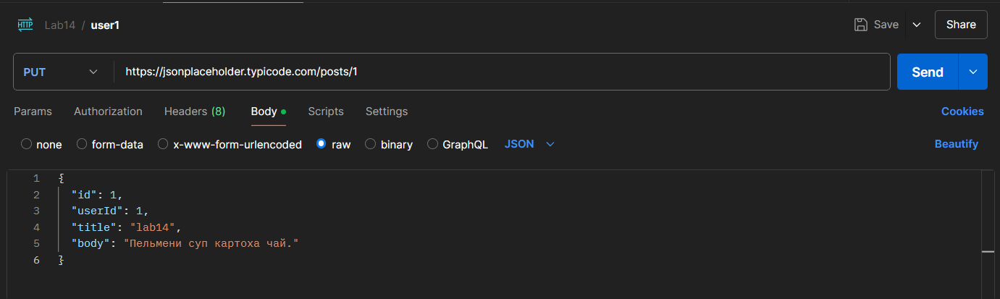 HTTP Lab14 / user1 Save Share
PUT https://jsonplaceholder.typicode.com/posts/1 Send
Params Authorization Headers (8) Body Scripts Settings Cookies
none form-data x-www-form-urlencoded raw binary GraphQL JSON Beautify
1 {
2 "id": 1,
3 "userId": 1,
4 "title": "lab14",
5 "body": "Пельмени суп картоха чай."
6 }